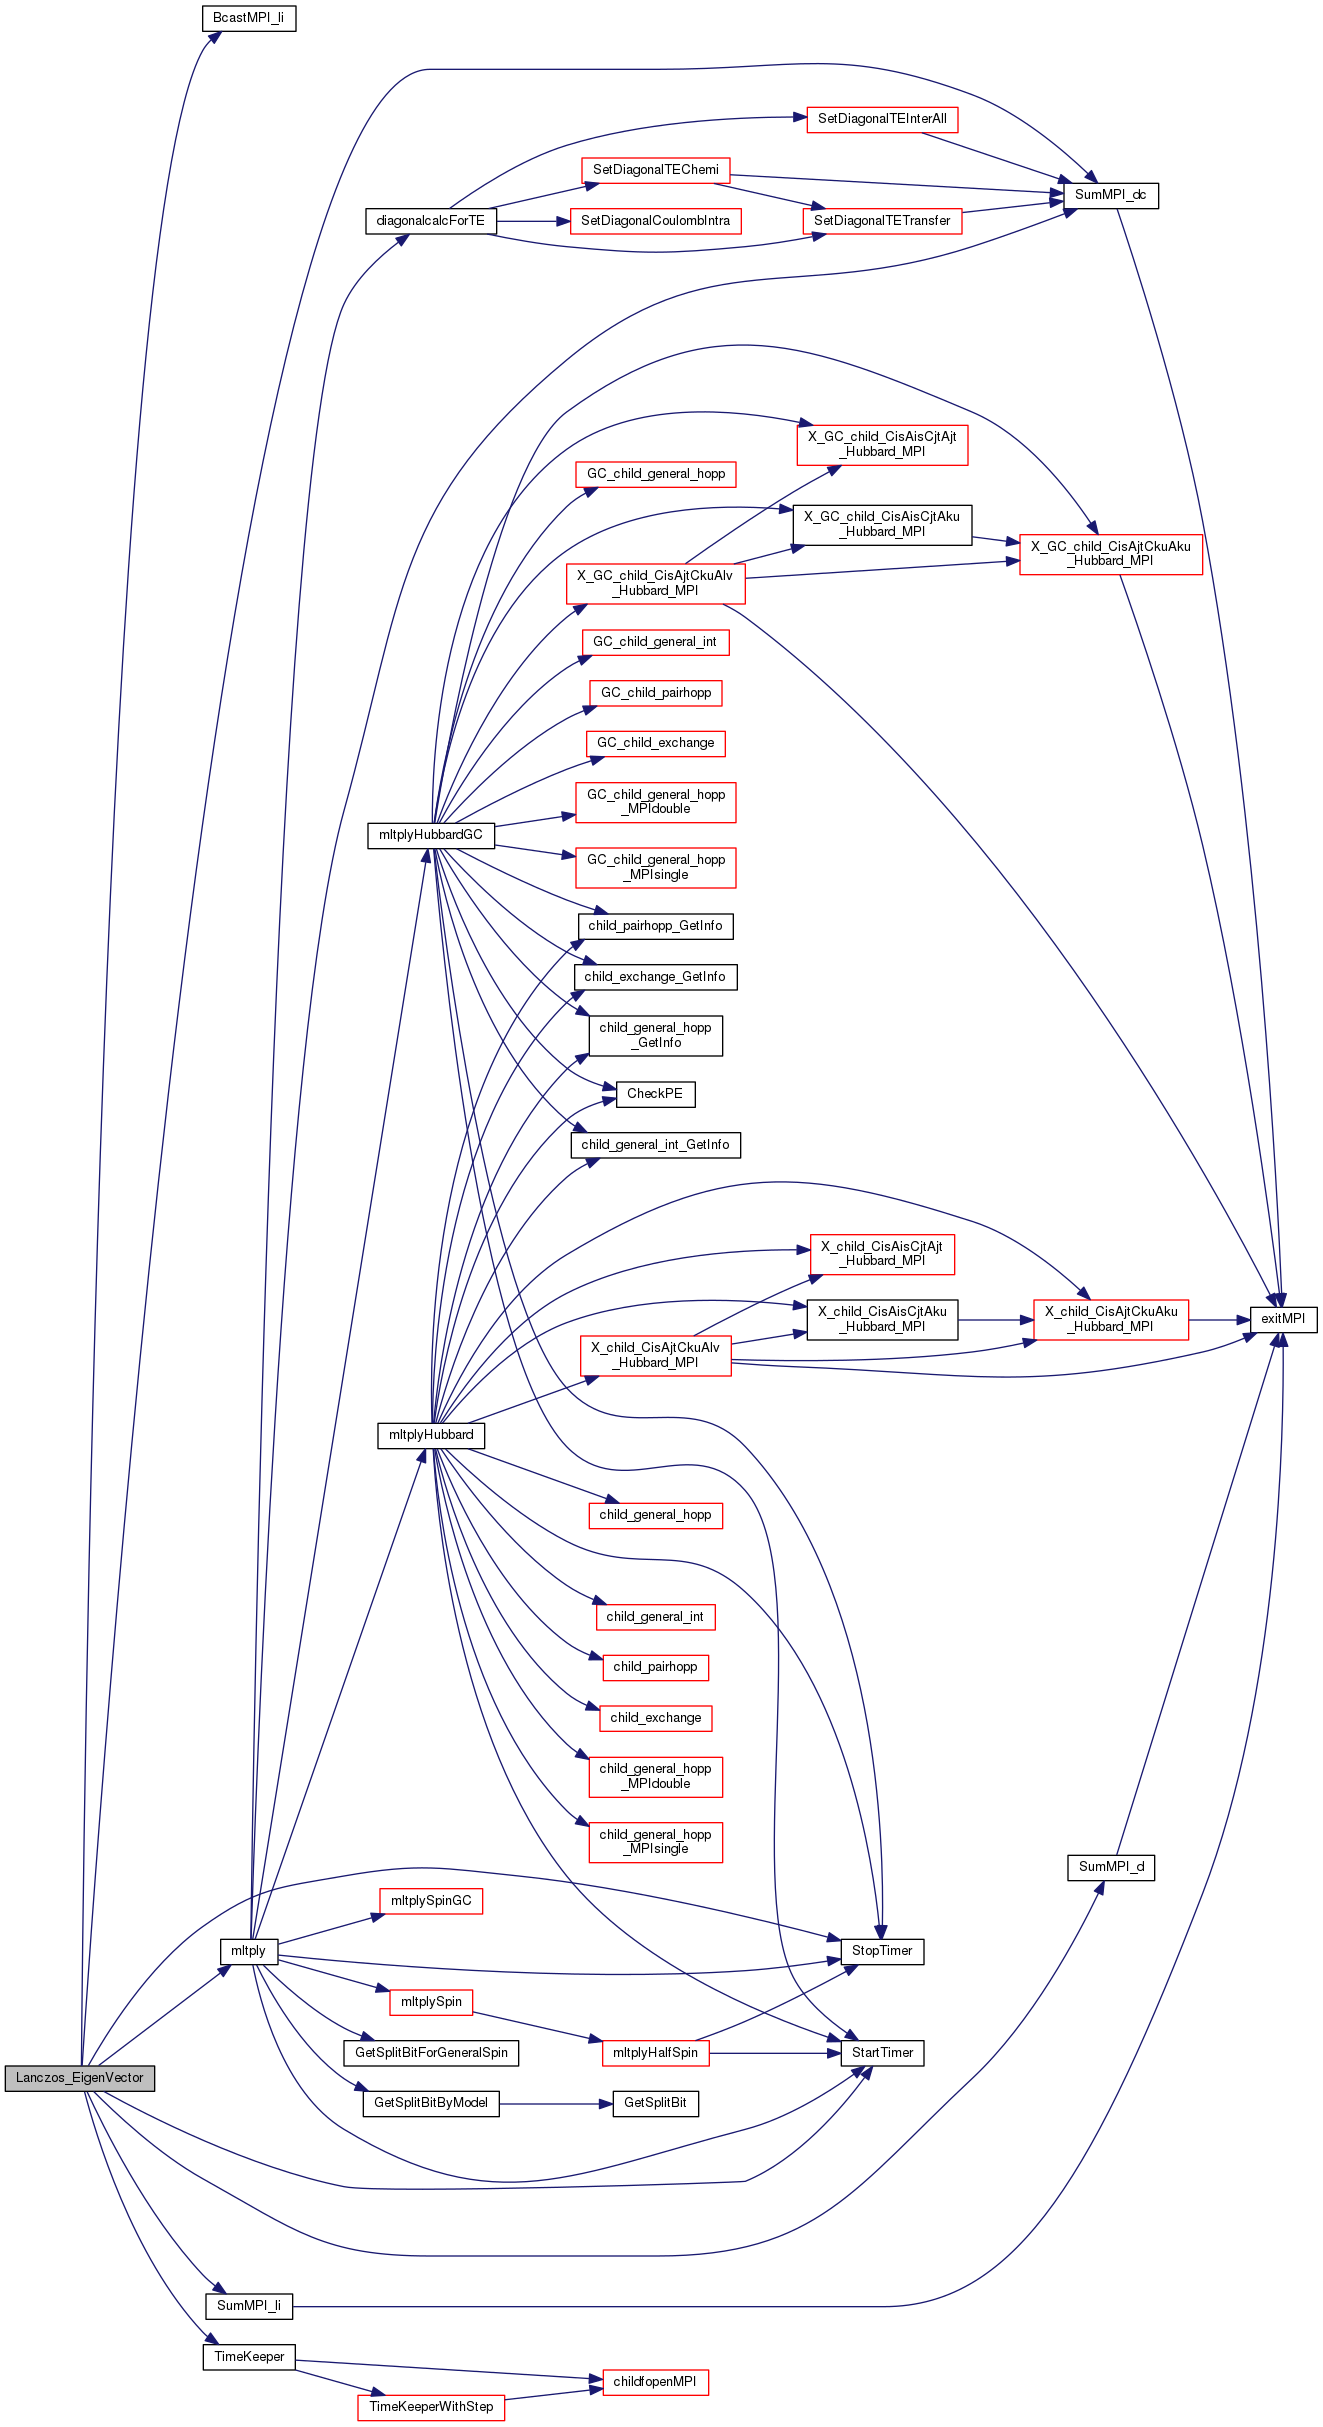 BcastMPI_li
SetDiagonalTEInterAll
SetDiagonalTEChemi
SumMPI_dc
diagonalcalcForTE
SetDiagonalCoulombIntra
SetDiagonalTETransfer
X_GC_child_CisAisCjtAjt
_Hubbard_MPI
GC_child_general_hopp
X_GC_child_CisAisCjtAku
_Hubbard_MPI
X_GC_child_CisAjtCkuAku
_Hubbard_MPI
X_GC_child_CisAjtCkuAlv
_Hubbard_MPI
GC_child_general_int
GC_child_pairhopp
GC_child_exchange
GC_child_general_hopp
_MPIdouble
mltplyHubbardGC
GC_child_general_hopp
_MPIsingle
child_pairhopp_GetInfo
child_exchange_GetInfo
child_general_hopp
_GetInfo
CheckPE
child_general_int_GetInfo
X_child_CisAisCjtAjt
_Hubbard_MPI
X_child_CisAisCjtAku
_Hubbard_MPI
X_child_CisAjtCkuAku
_Hubbard_MPI
exitMPI
X_child_CisAjtCkuAlv
_Hubbard_MPI
mltplyHubbard
child_general_hopp
child_general_int
child_pairhopp
child_exchange
child_general_hopp
_MPIdouble
child_general_hopp
_MPIsingle
SumMPI_d
mltplySpinGC
mltply
StopTimer
mltplySpin
GetSplitBitForGeneralSpin
mltplyHalfSpin
StartTimer
Lanczos_EigenVector
GetSplitBitByModel
GetSplitBit
SumMPI_li
TimeKeeper
childfopenMPI
TimeKeeperWithStep